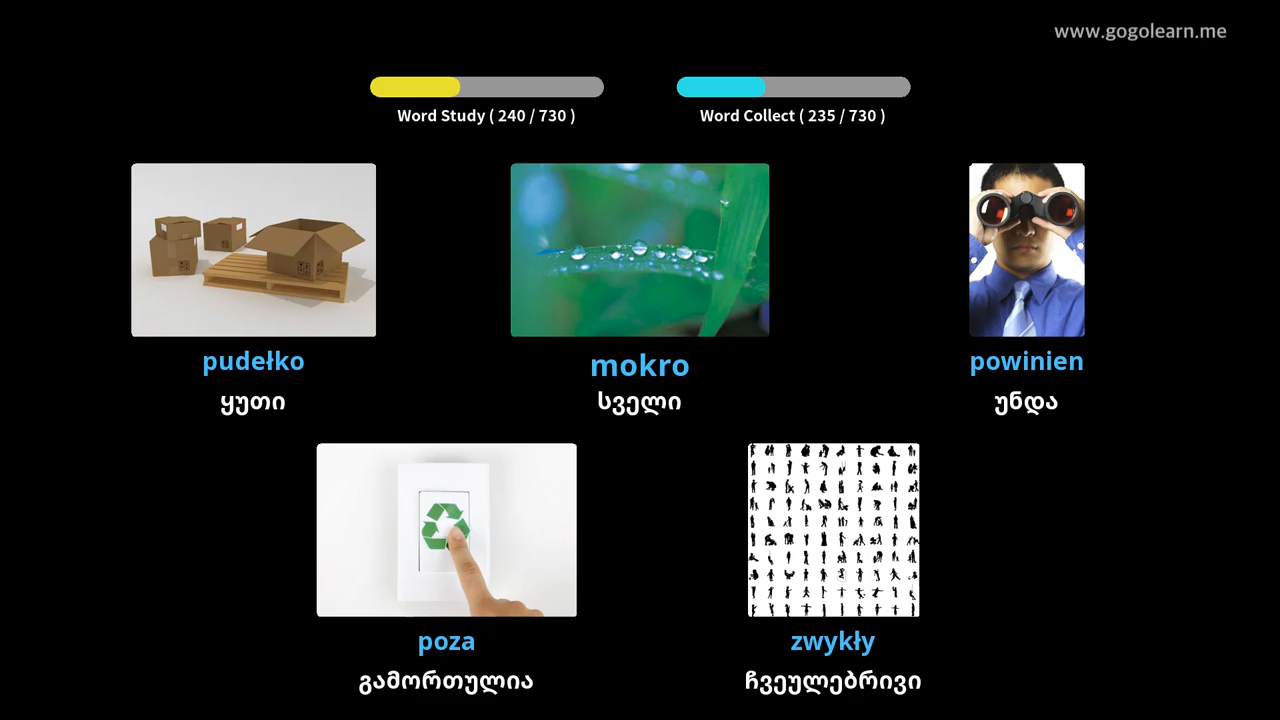 www.gogolearn.me
Word Study ( 240 / 730 )
Word Collect ( 235 / 730 )
pudełko
mokro
powinien
ყუთი
სველი
უნდა
poza
zwykły
გამორთულია
ჩვეულებრივი